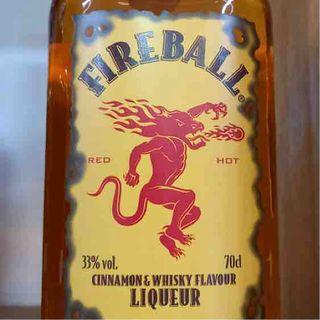 FIREBALL®
RED HOT
33% vol. 70cl
CINNAMON & WHISKY FLAVOUR
LIQUEUR